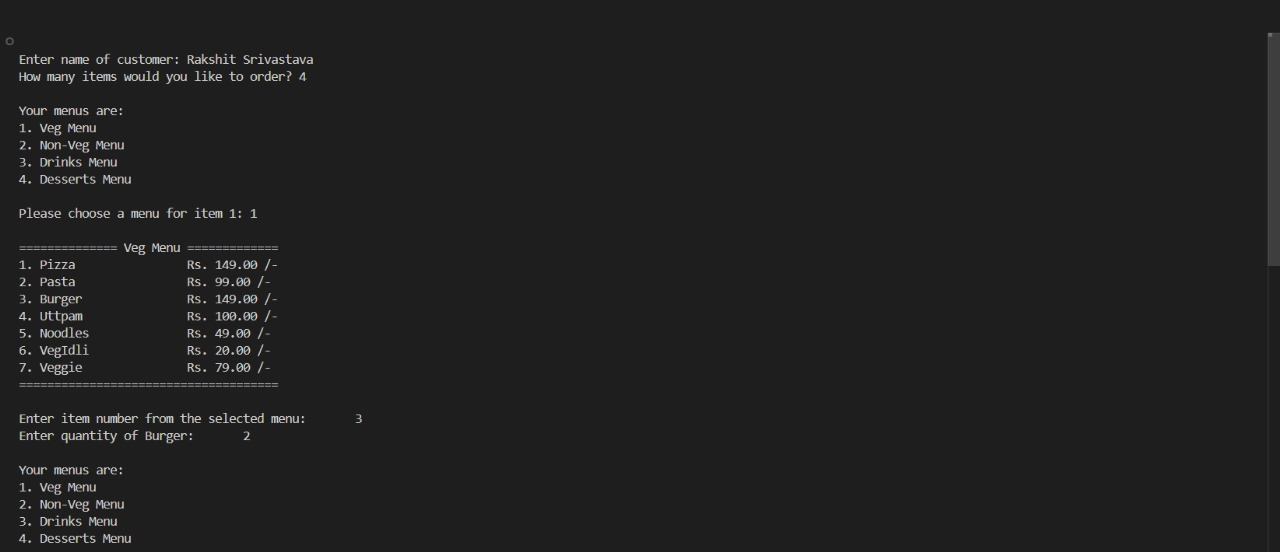 Enter name of customer: Rakshit Srivastava
How many items would you like to order? 4
Your menus are:
1. Veg Menu
2. Non-Veg Menu
3. Drinks Menu
4. Desserts Menu
Please choose a menu for item 1: 1
============== Veg Menu =============
1. Pizza                Rs. 149.00 /-
2. Pasta                Rs. 99.00 /-
3. Burger               Rs. 149.00 /-
4. Uttpam               Rs. 100.00 /-
5. Noodles              Rs. 49.00 /-
6. VegIdli              Rs. 20.00 /-
7. Veggie               Rs. 79.00 /-
=====================================
Enter item number from the selected menu:       3
Enter quantity of Burger:       2
Your menus are:
1. Veg Menu
2. Non-Veg Menu
3. Drinks Menu
4. Desserts Menu